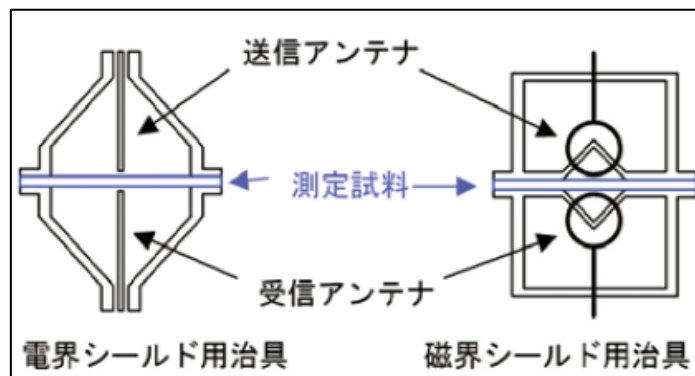 送信アンテナ
測定試料
受信アンテナ
電界シールド用治具
磁界シールド用治具